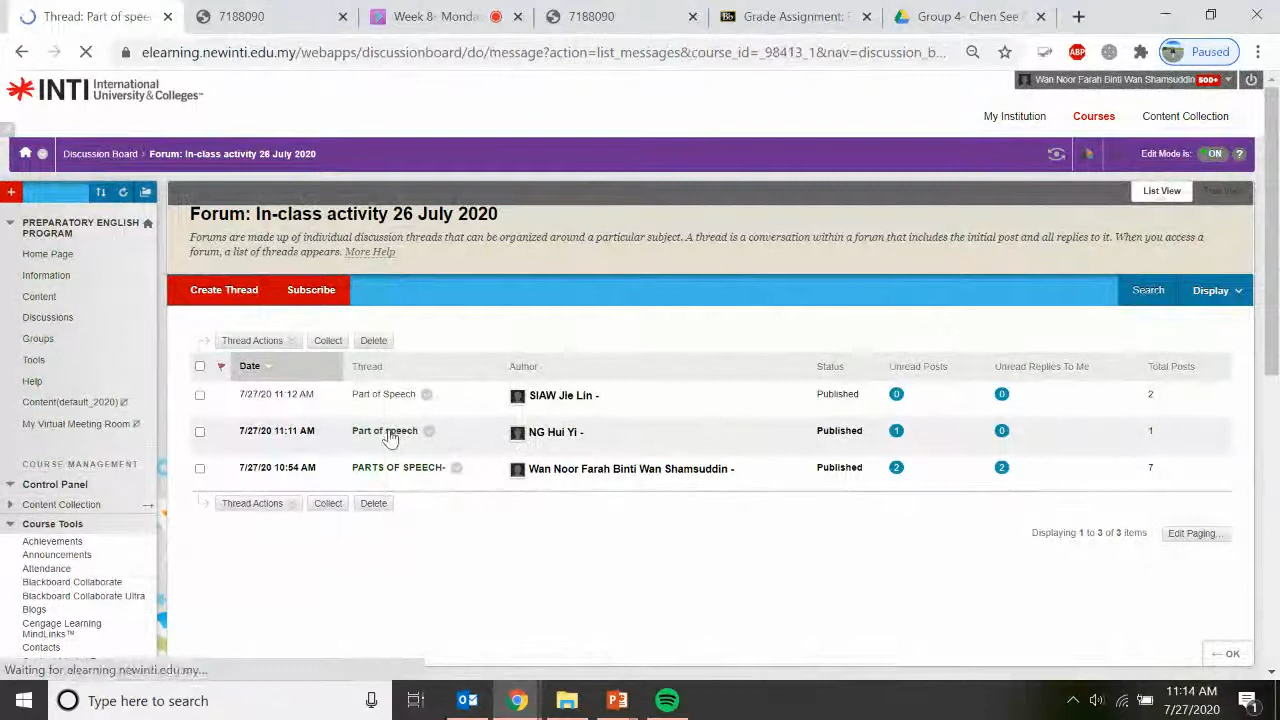 Thread: Part of spee
7188090
Week 8- Monda
7188090
Grade Assignment:
Group 4- Chen See
elearning.newinti.edu.my/webapps/discussionboard/do/message?action=list_messages&course_id=_98413_1&nav=discussion_b...
ABP
Paused
INTI International University & Colleges
Wan Noor Farah Binti Wan Shamsuddin 500+
My Institution
Courses
Content Collection
Discussion Board
Forum: In-class activity 26 July 2020
Edit Mode is: ON ?
List View
Tree View
PREPARATORY ENGLISH PROGRAM
Home Page
Information
Content
Discussions
Groups
Tools
Help
Content(default_2020)
My Virtual Meeting Room
COURSE MANAGEMENT
Control Panel
Content Collection
Course Tools
Achievements
Announcements
Attendance
Blackboard Collaborate
Blackboard Collaborate Ultra
Blogs
Cengage Learning MindLinks™
Contacts
Forum: In-class activity 26 July 2020
Forums are made up of individual discussion threads that can be organized around a particular subject. A thread is a conversation within a forum that includes the initial post and all replies to it. When you access a
forum, a list of threads appears. More Help
Create Thread
Subscribe
Search
Display
Thread Actions
Collect
Delete
Date
Thread
Author
Status
Unread Posts
Unread Replies To Me
Total Posts
7/27/20 11:12 AM Part of Speech SIAW Jie Lin - Published 0 0 2
7/27/20 11:11 AM Part of speech NG Hui Yi - Published 1 0 1
7/27/20 10:54 AM PARTS OF SPEECH- Wan Noor Farah Binti Wan Shamsuddin - Published 2 2 7
Thread Actions
Collect
Delete
Displaying 1 to 3 of 3 items
Edit Paging...
← OK
Waiting for elearning.newinti.edu.my...
Type here to search
11:14 AM
7/27/2020